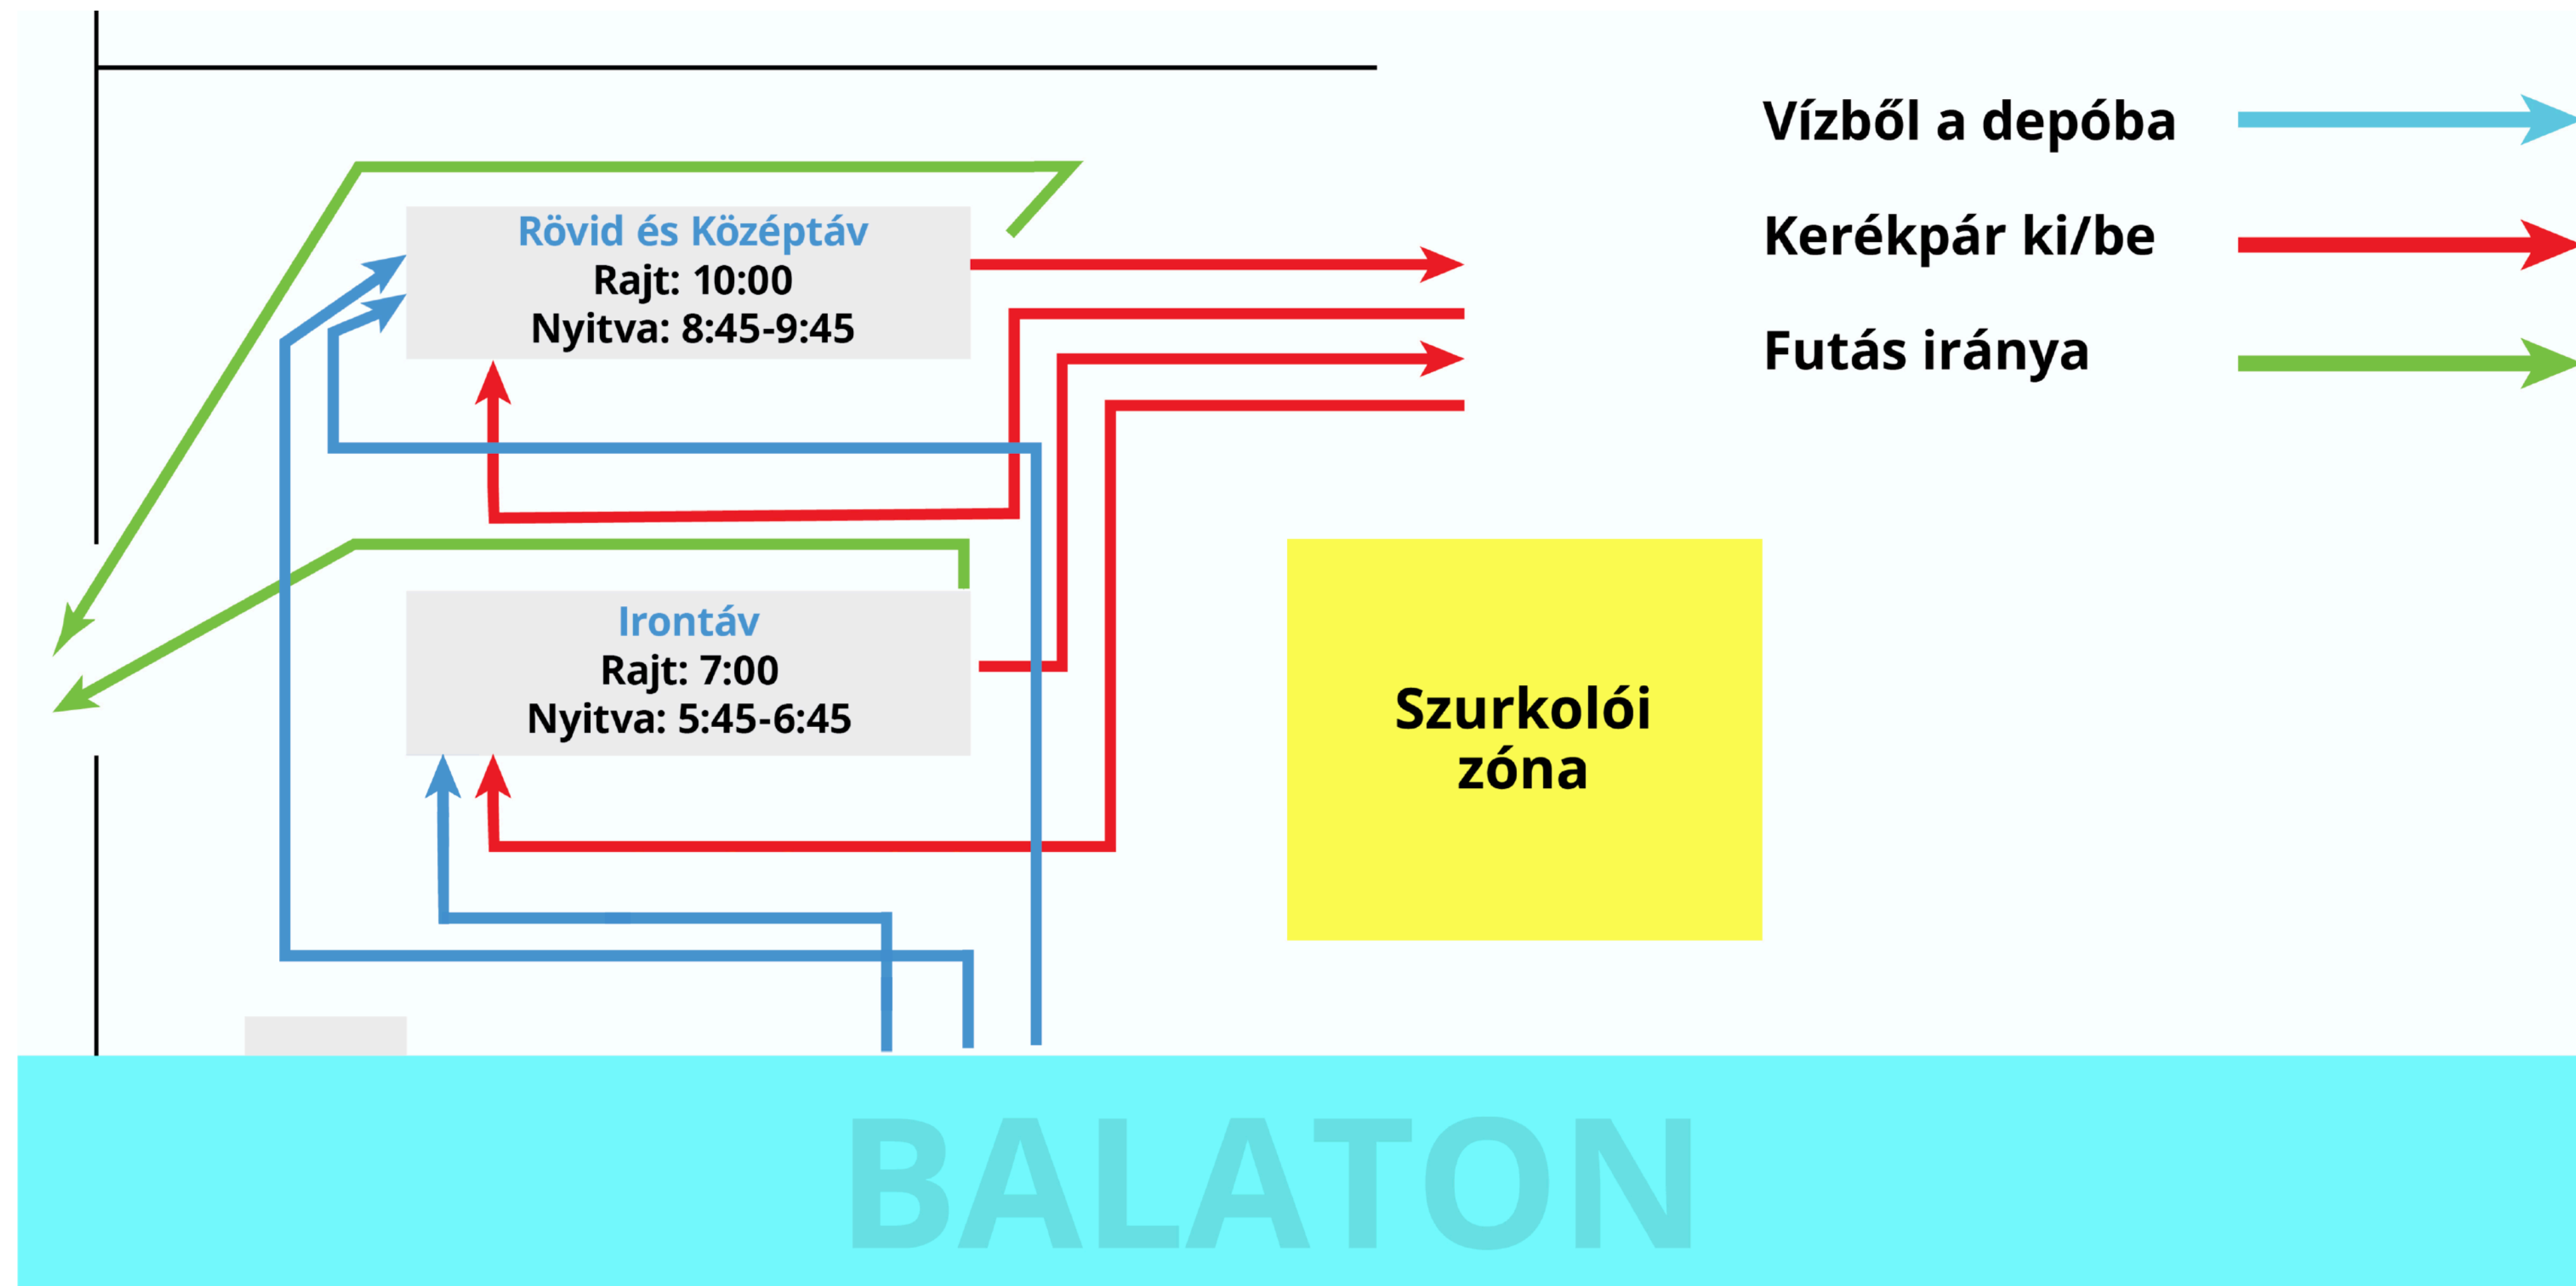 Vízből a depóba
Kerékpár ki/be
Futás iránya
Rövid és Középtáv
Rajt: 10:00
Nyitva: 8:45-9:45
Irontáv
Rajt: 7:00
Nyitva: 5:45-6:45
Szurkolói
zóna
BALATON